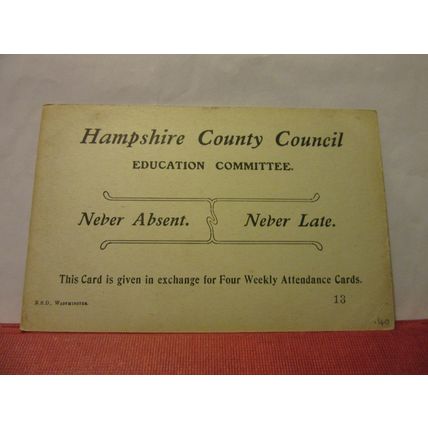 Hampshire County Council
EDUCATION COMMITTEE.
Never Absent. Never Late.
This Card is given in exchange for Four Weekly Attendance Cards.
WESTMINSTER. 13